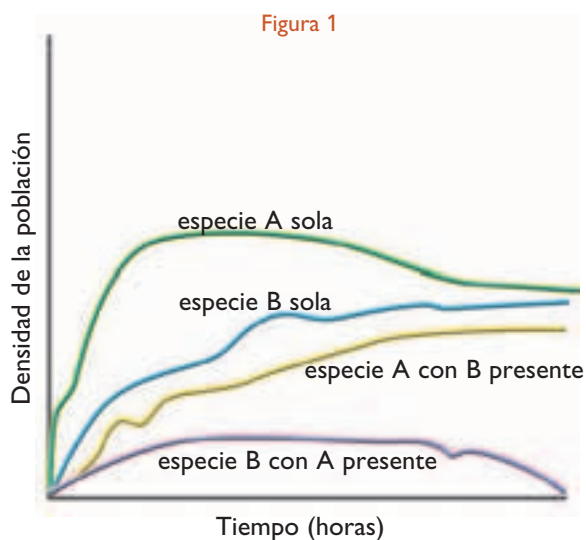 Figura 1
Densidad de la población
especie A sola
especie B sola
especie A con B presente
especie B con A presente
Tiempo (horas)